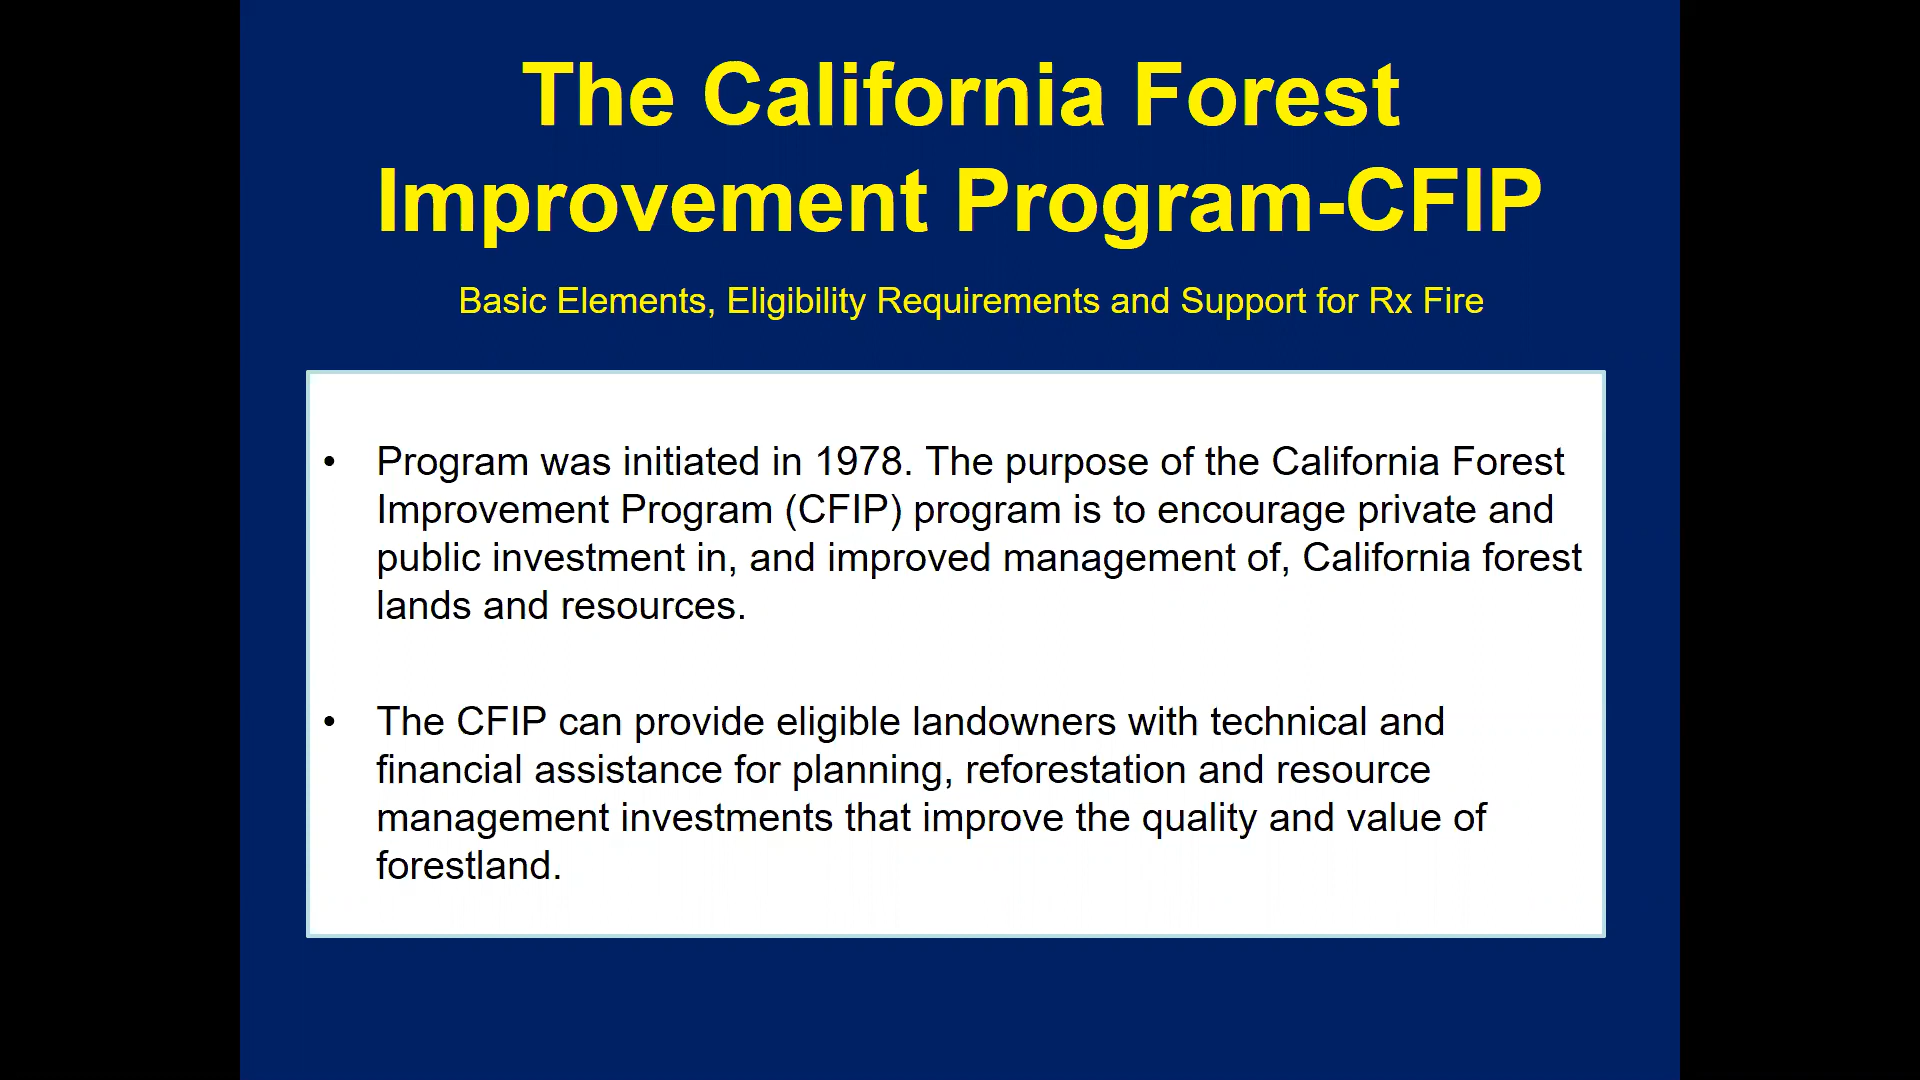 The California Forest
Improvement Program-CFIP
Basic Elements, Eligibility Requirements and Support for Rx Fire
• Program was initiated in 1978. The purpose of the California Forest
Improvement Program (CFIP) program is to encourage private and
public investment in, and improved management of, California forest
lands and resources.
• The CFIP can provide eligible landowners with technical and
financial assistance for planning, reforestation and resource
management investments that improve the quality and value of
forestland.